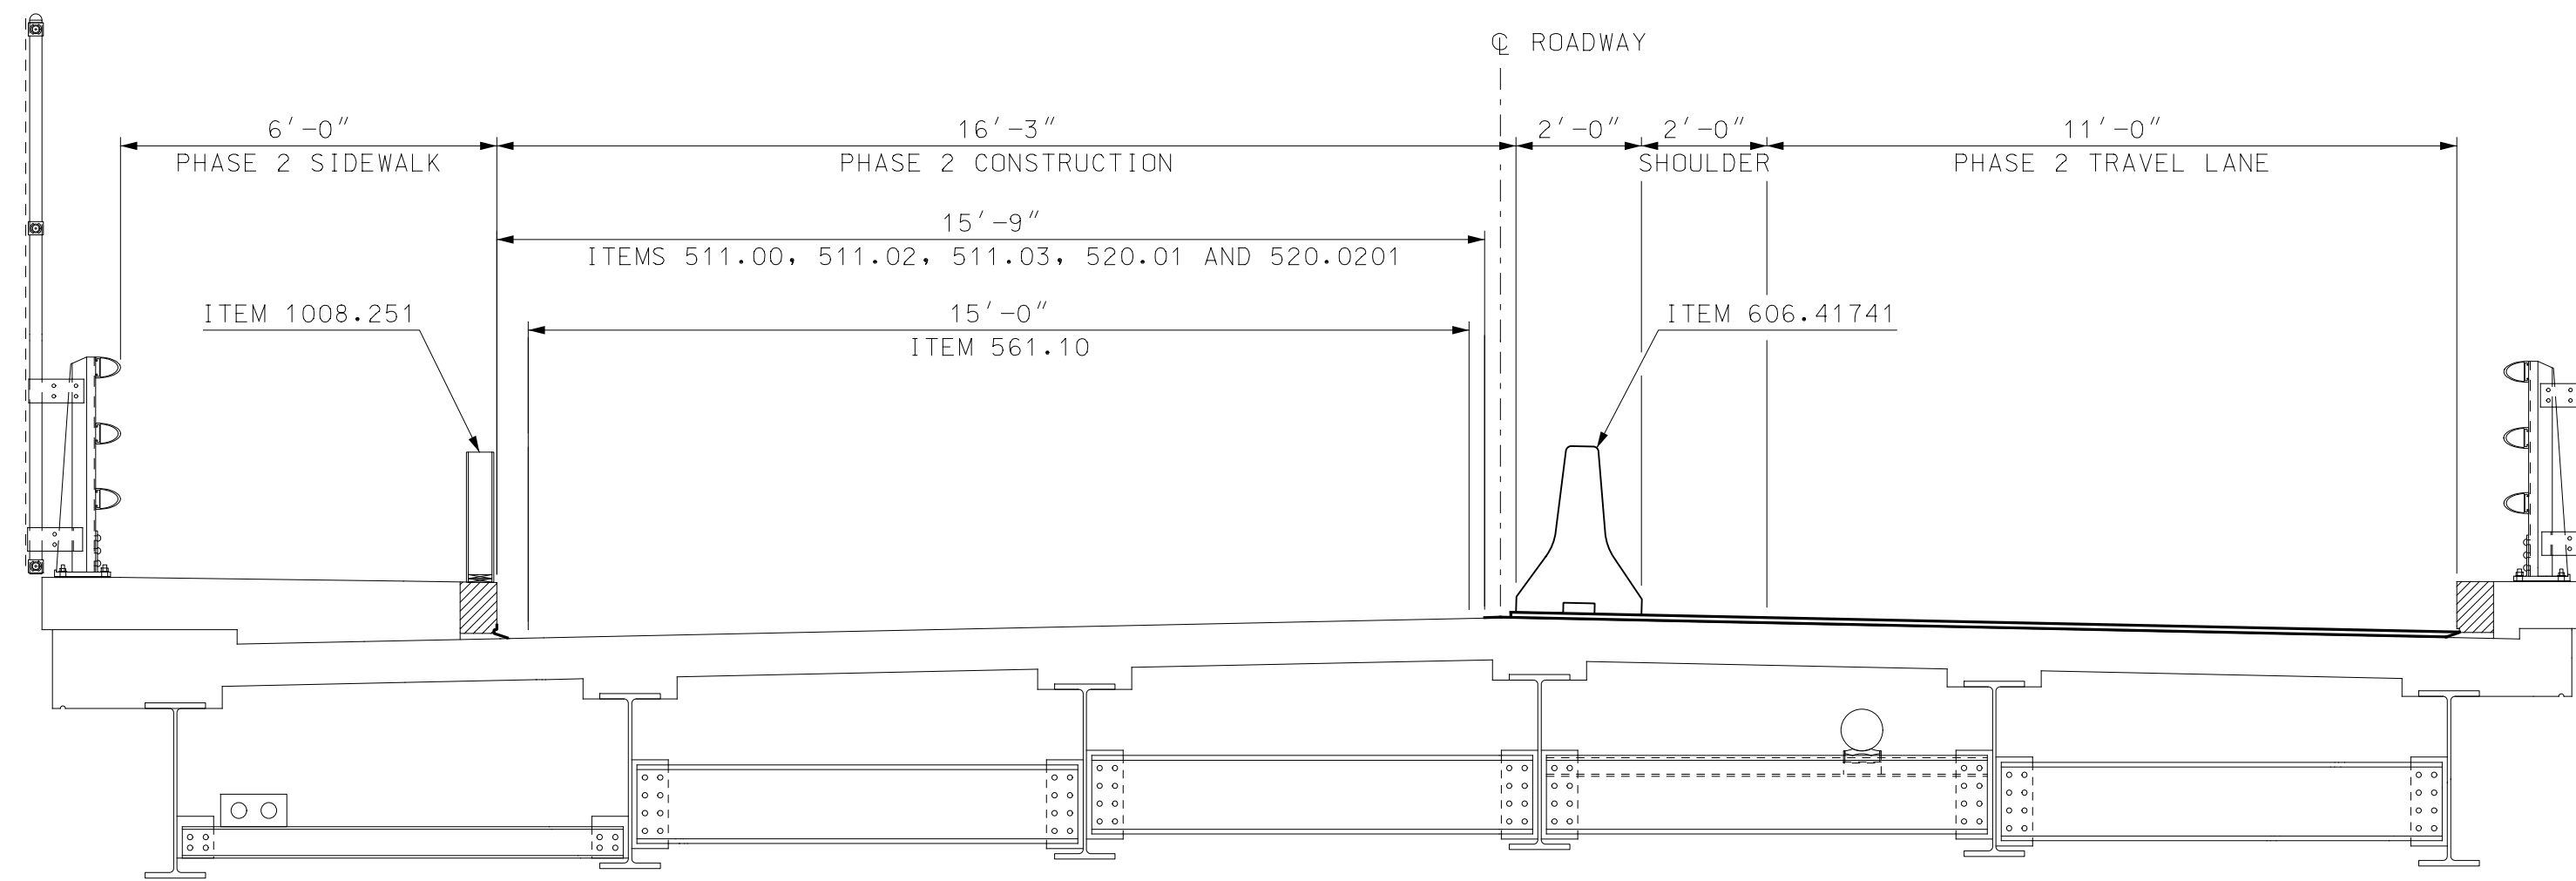 ℄ ROADWAY
6'-0" 16'-3" 2'-0" 2'-0" 11'-0"
PHASE 2 SIDEWALK PHASE 2 CONSTRUCTION SHOULDER PHASE 2 TRAVEL LANE
15'-9"
ITEMS 511.00, 511.02, 511.03, 520.01 AND 520.0201
ITEM 1008.251 15'-0" ITEM 606.41741
ITEM 561.10